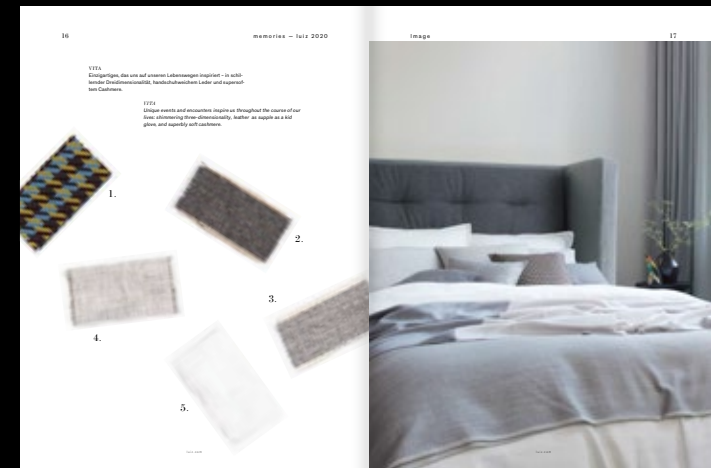 16
memories – luiz 2020
VITA
Einzigartiges, das uns auf unseren Lebenswegen inspiriert – in schil-
lernder Dreidimensionalität, handschuhweichem Leder und supersof-
tem Cashmere.
VITA
Unique events and encounters inspire us throughout the course of our
lives: shimmering three-dimensionality, leather as supple as a kid
glove, and superbly soft cashmere.
1.
2.
3.
4.
5.
Image
17